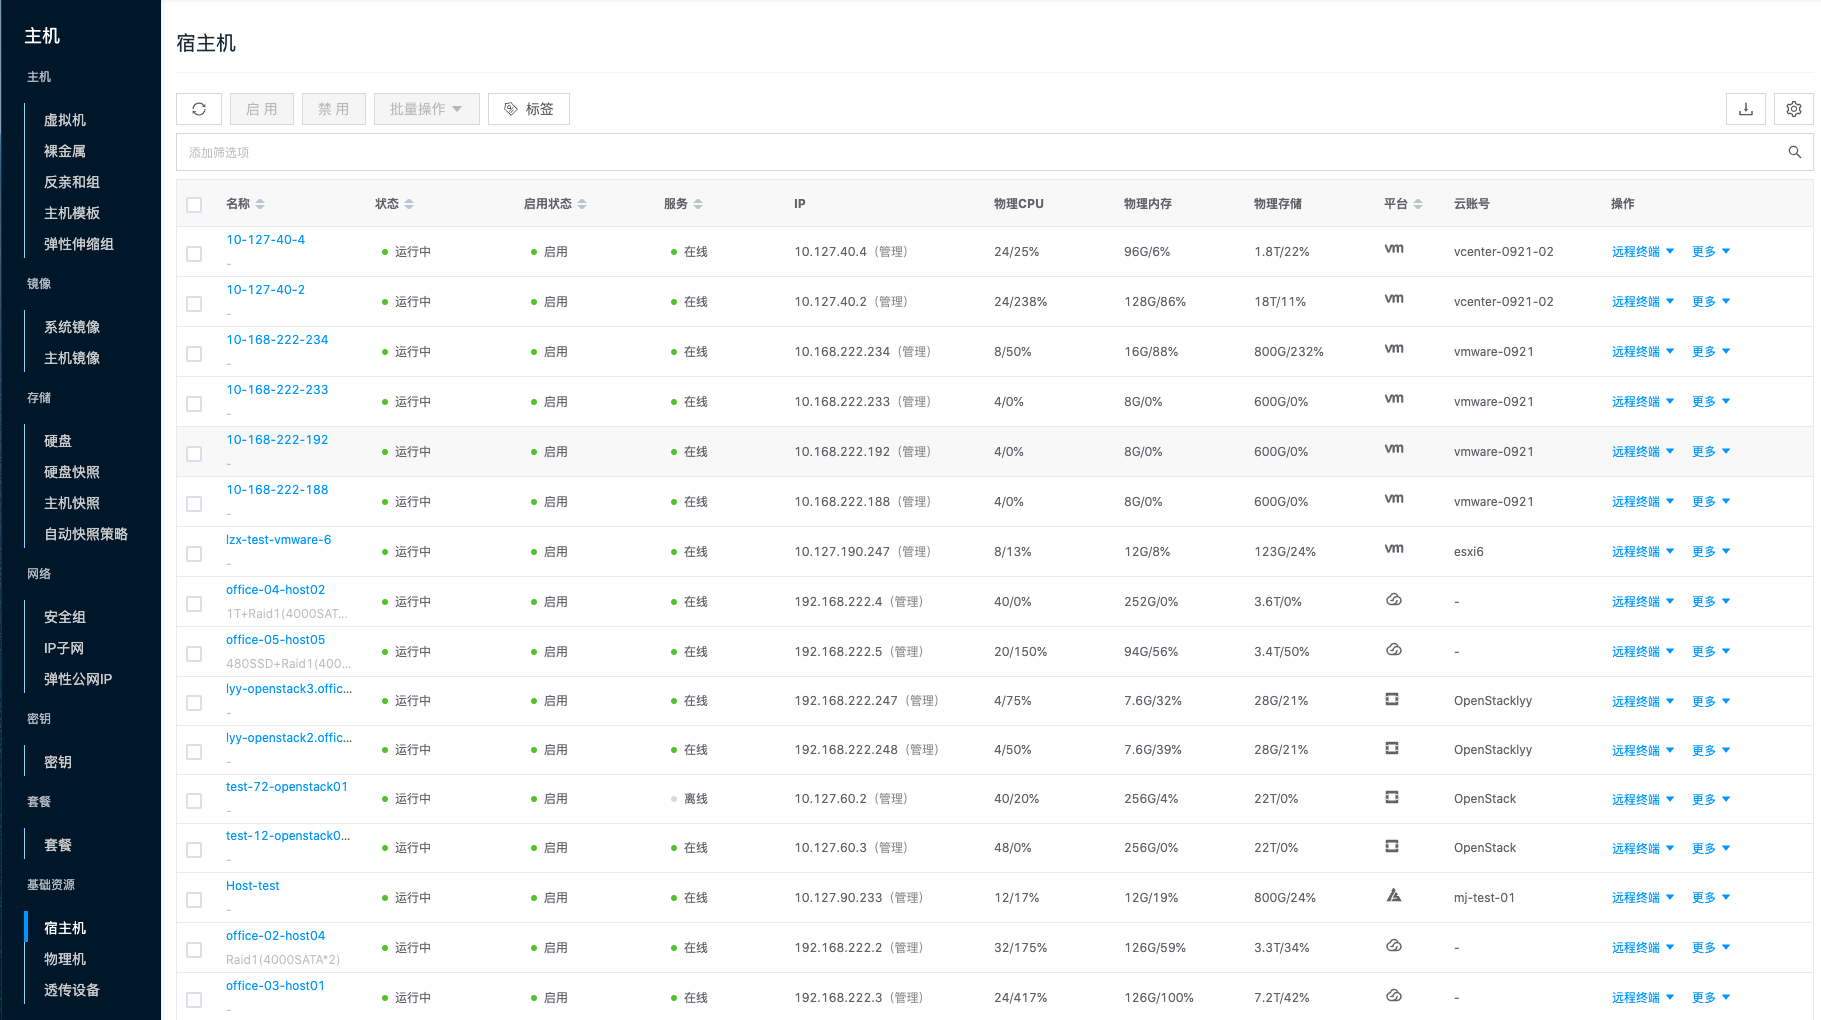 主机
主机
虚拟机
裸金属
反亲和组
主机模板
弹性伸缩组
镜像
系统镜像
主机镜像
存储
硬盘
硬盘快照
主机快照
自动快照策略
网络
安全组
IP子网
弹性公网IP
密钥
密钥
套餐
套餐
基础资源
宿主机
物理机
透传设备
宿主机
启 用 禁 用 批量操作 标签
添加筛选项
名称 状态 启用状态 服务 IP 物理CPU 物理内存 物理存储 平台 云账号 操作
10-127-40-4 运行中 启用 在线 10.127.40.4（管理） 24/25% 96G/6% 1.8T/22% vm vcenter-0921-02 远程终端 更多
-
10-127-40-2 运行中 启用 在线 10.127.40.2（管理） 24/238% 128G/86% 18T/11% vm vcenter-0921-02 远程终端 更多
-
10-168-222-234 运行中 启用 在线 10.168.222.234（管理） 8/50% 16G/88% 800G/232% vm vmware-0921 远程终端 更多
-
10-168-222-233 运行中 启用 在线 10.168.222.233（管理） 4/0% 8G/0% 600G/0% vm vmware-0921 远程终端 更多
-
10-168-222-192 运行中 启用 在线 10.168.222.192（管理） 4/0% 8G/0% 600G/0% vm vmware-0921 远程终端 更多
-
10-168-222-188 运行中 启用 在线 10.168.222.188（管理） 4/0% 8G/0% 600G/0% vm vmware-0921 远程终端 更多
-
lzx-test-vmware-6 运行中 启用 在线 10.127.190.247（管理） 8/13% 12G/8% 123G/24% vm esxi6 远程终端 更多
-
office-04-host02 运行中 启用 在线 192.168.222.4（管理） 40/0% 252G/0% 3.6T/0% - 远程终端 更多
1T+Raid1(4000SAT...
office-05-host05 运行中 启用 在线 192.168.222.5（管理） 20/150% 94G/56% 3.4T/50% - 远程终端 更多
480SSD+Raid1(400...
lyy-openstack3.offic... 运行中 启用 在线 192.168.222.247（管理） 4/75% 7.6G/32% 28G/21% OpenStacklyy 远程终端 更多
-
lyy-openstack2.offic... 运行中 启用 在线 192.168.222.248（管理） 4/50% 7.6G/39% 28G/21% OpenStacklyy 远程终端 更多
-
test-72-openstack01 运行中 启用 离线 10.127.60.2（管理） 40/20% 256G/4% 22T/0% OpenStack 远程终端 更多
-
test-12-openstack0... 运行中 启用 在线 10.127.60.3（管理） 48/0% 256G/0% 22T/0% OpenStack 远程终端 更多
-
Host-test 运行中 启用 在线 10.127.90.233（管理） 12/17% 12G/19% 800G/24% mj-test-01 远程终端 更多
-
office-02-host04 运行中 启用 在线 192.168.222.2（管理） 32/175% 126G/59% 3.3T/34% - 远程终端 更多
Raid1(4000SATA*2)
office-03-host01 运行中 启用 在线 192.168.222.3（管理） 24/417% 126G/100% 7.2T/42% - 远程终端 更多
-